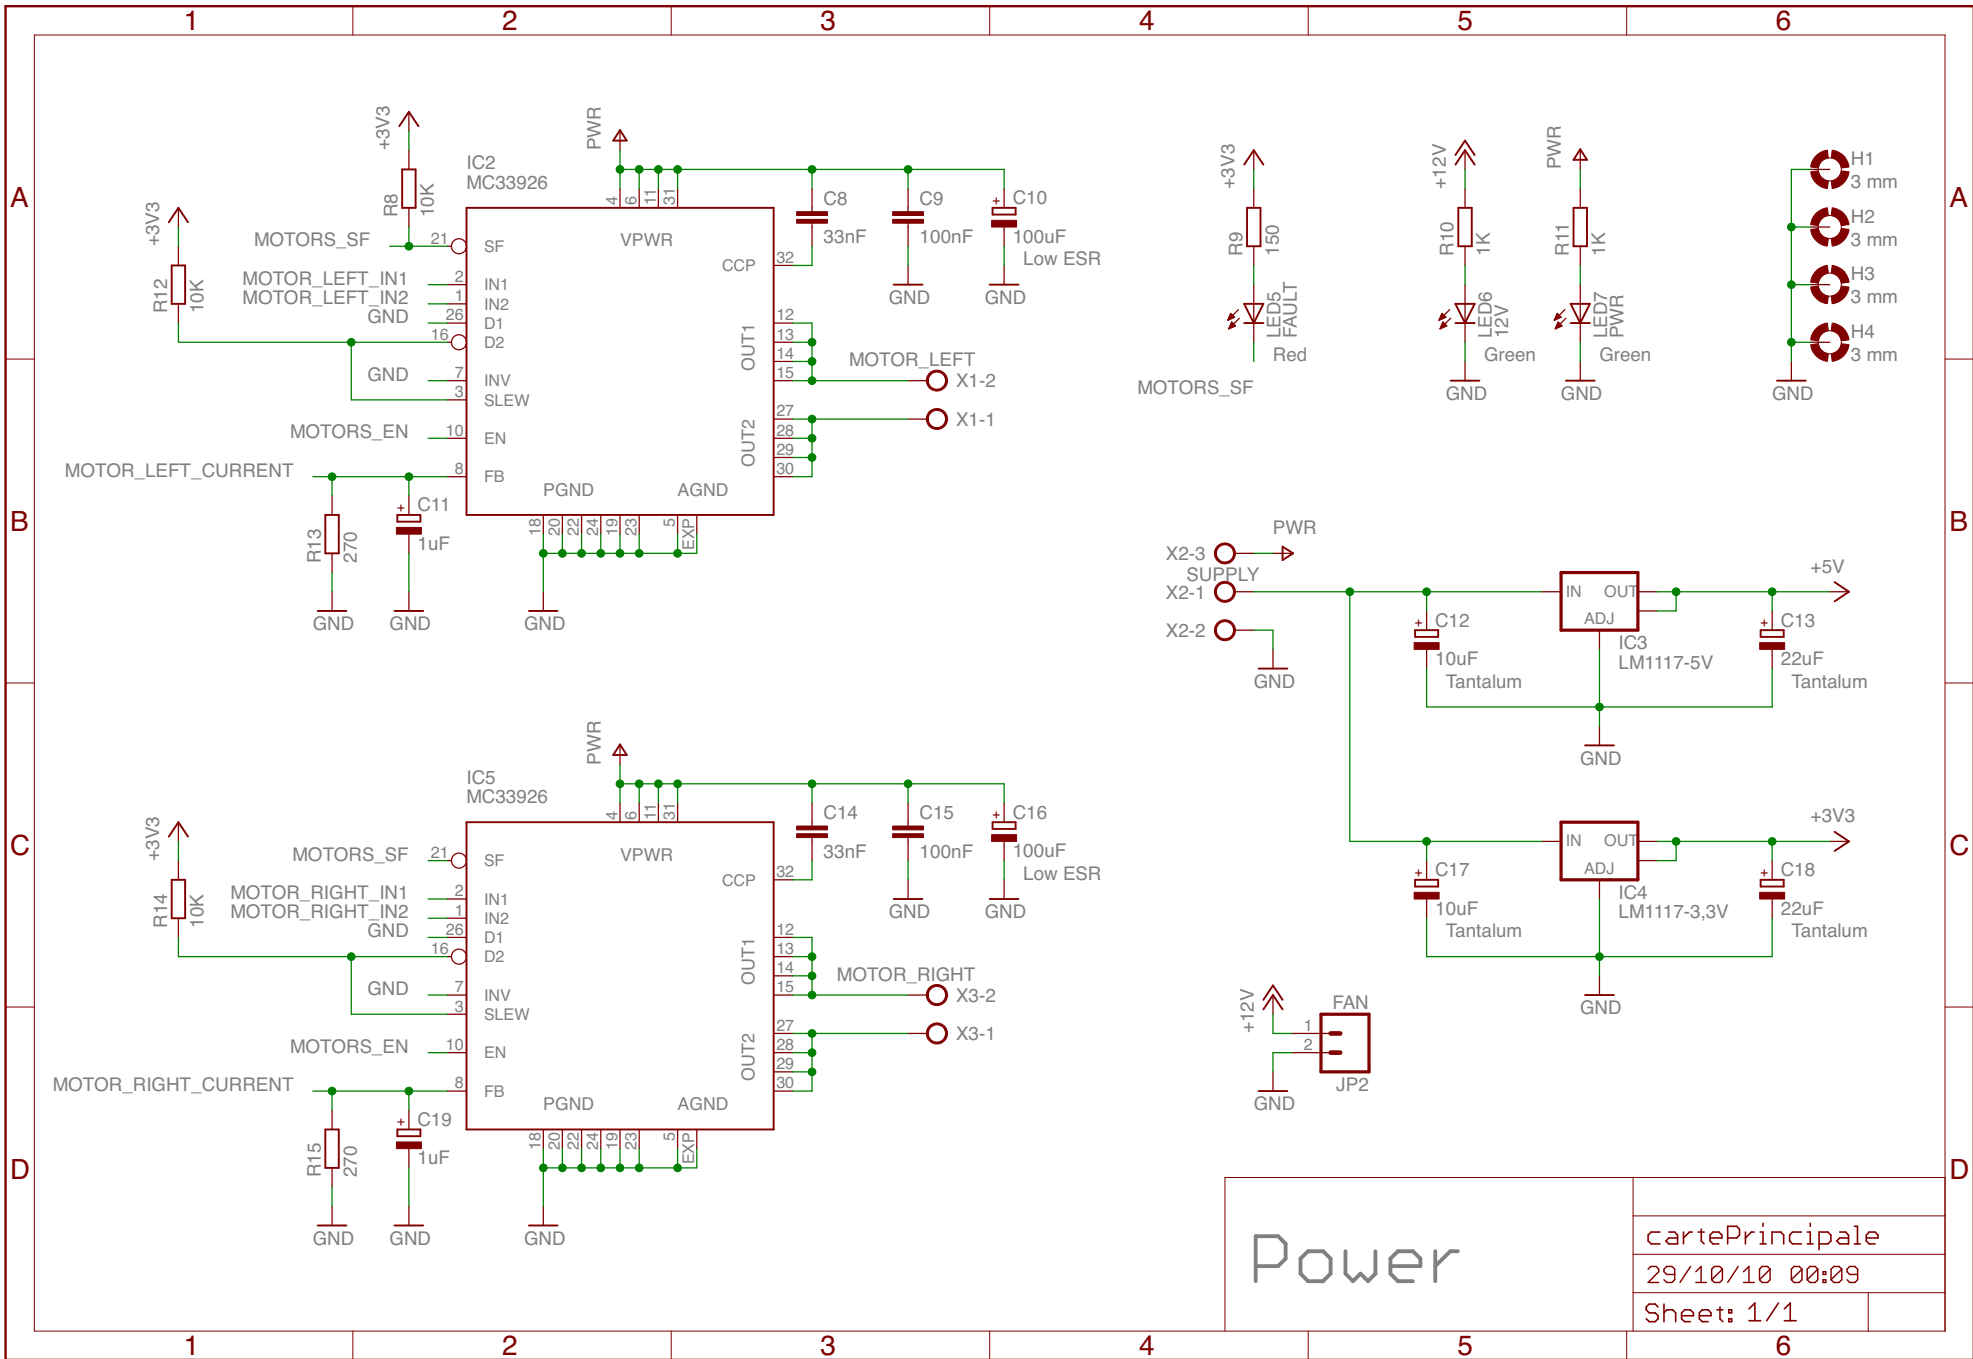 1 2 3 4 5 6
A
+3V3
R8
10K
+3V3
R12
10K
MOTORS_SF
MOTOR_LEFT_IN1
MOTOR_LEFT_IN2
GND
GND
MOTORS_EN
MOTOR_LEFT_CURRENT
R13
270
GND
C11
+
1uF
GND
IC2
MC33926
21 SF
2 IN1
1 IN2
26 D1
16 D2
7 INV
3 SLEW
10 EN
8 FB
PWR
4 6 11 31
VPWR
CCP 32
OUT1
12
13
14
15
OUT2
27
28
29
30
PGND AGND
18 20 22 24 19 23 5 EXP
GND
C8
33nF
C9
100nF
GND
C10
+
100uF
Low ESR
GND
MOTOR_LEFT
X1-2
X1-1
+3V3
R9
150
LED5
FAULT
Red
MOTORS_SF
+12V
R10
1K
LED6
12V
Green
GND
PWR
R11
1K
LED7
PWR
Green
GND
H1
3 mm
H2
3 mm
H3
3 mm
H4
3 mm
GND
A
B
X2-3
PWR
SUPPLY
X2-1
X2-2
GND
C12
+
10uF
Tantalum
IN OUT
ADJ
IC3
LM1117-5V
GND
+5V
C13
+
22uF
Tantalum
B
C
+3V3
R14
10K
MOTORS_SF
MOTOR_RIGHT_IN1
MOTOR_RIGHT_IN2
GND
GND
MOTORS_EN
MOTOR_RIGHT_CURRENT
R15
270
GND
C19
+
1uF
GND
IC5
MC33926
21 SF
2 IN1
1 IN2
26 D1
16 D2
7 INV
3 SLEW
10 EN
8 FB
PWR
4 6 11 31
VPWR
CCP 32
OUT1
12
13
14
15
OUT2
27
28
29
30
PGND AGND
18 20 22 24 19 23 5 EXP
GND
C14
33nF
C15
100nF
GND
C16
+
100uF
Low ESR
GND
MOTOR_RIGHT
X3-2
X3-1
C17
+
10uF
Tantalum
IN OUT
ADJ
IC4
LM1117-3,3V
GND
+3V3
C18
+
22uF
Tantalum
C
D
+12V
FAN
1
2
JP2
GND
D
Power
cartePrincipale
29/10/10 00:09
Sheet: 1/1
1 2 3 4 5 6